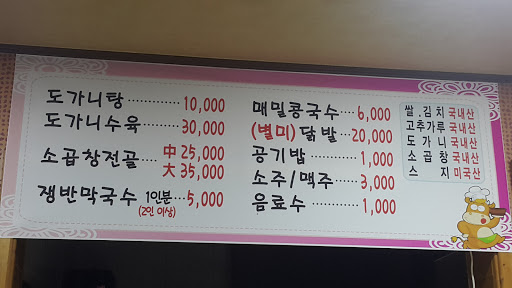 도가니탕 ············· 10,000
도가니수육 ········ 30,000
소곱창전골 ··· 中 25,000
大 35,000
쟁반막국수 1인분··· 5,000
(2인 이상)
매밀콩국수 ··· 6,000
(별미) 닭발 ··· 20,000
공기밥 ············ 1,000
소주/맥주 ····· 3,000
음료수 ············ 1,000
쌀.김치 국내산
고추가루 국내산
도가니 국내산
소곱창 국내산
스지 미국산